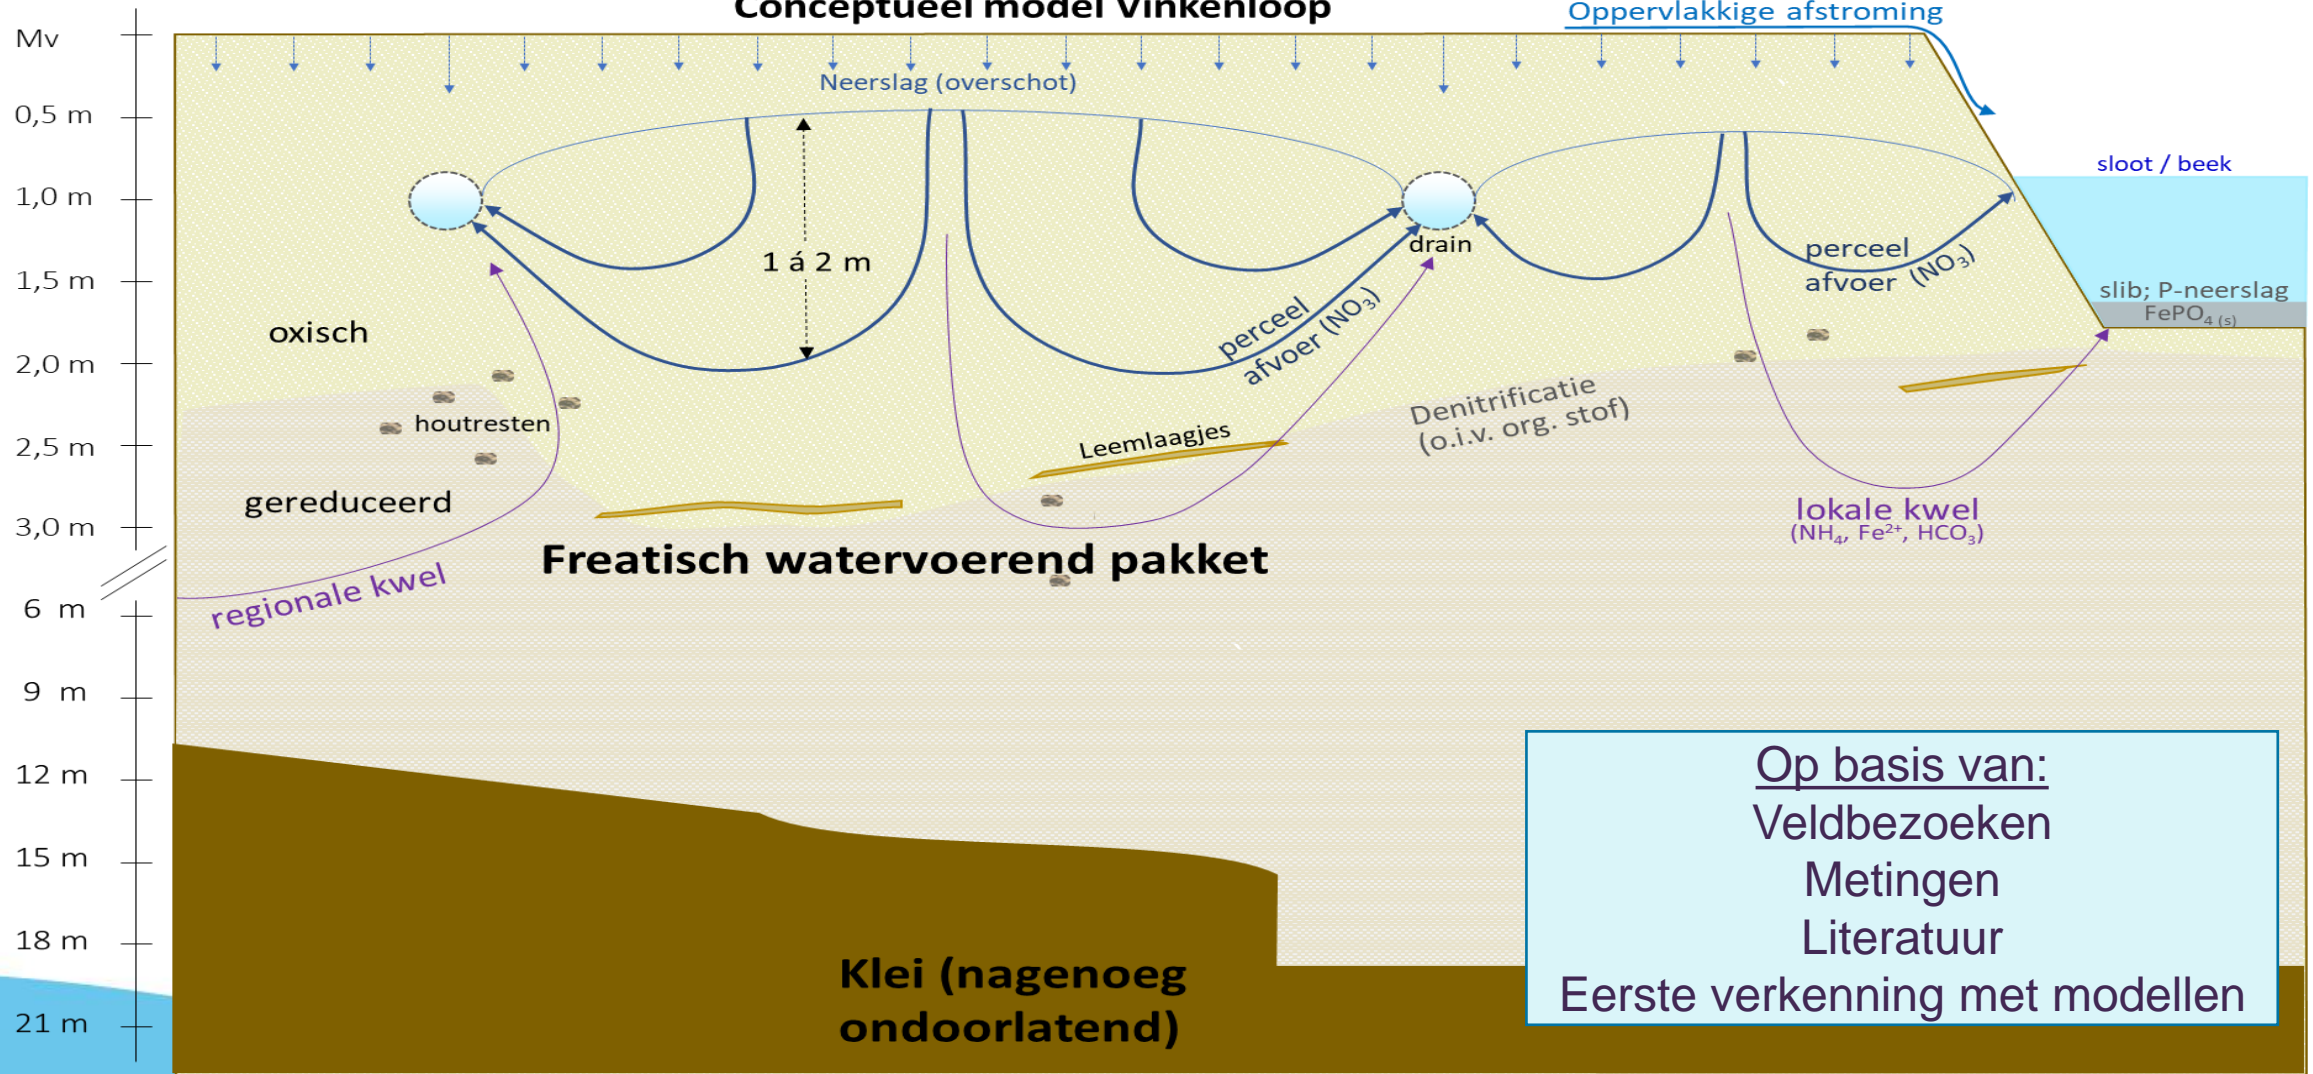 Conceptueel model Vinkenloop
Oppervlakkige afstroming
Mv
0,5 m
1,0 m
1,5 m
2,0 m
2,5 m
3,0 m
6 m
9 m
12 m
15 m
18 m
21 m
Neerslag (overschot)
sloot / beek
drain
1 á 2 m
perceel
afvoer (NO₃)
perceel
afvoer (NO₃)
slib; P-neerslag
FePO₄ (s)
oxisch
houtresten
gereduceerd
Leemlaagjes
Denitrificatie
(o.i.v. org. stof)
lokale kwel
(NH₄, Fe²⁺, HCO₃)
Freatisch watervoerend pakket
regionale kwel
Klei (nagenoeg
ondoorlatend)
Op basis van:
Veldbezoeken
Metingen
Literatuur
Eerste verkenning met modellen